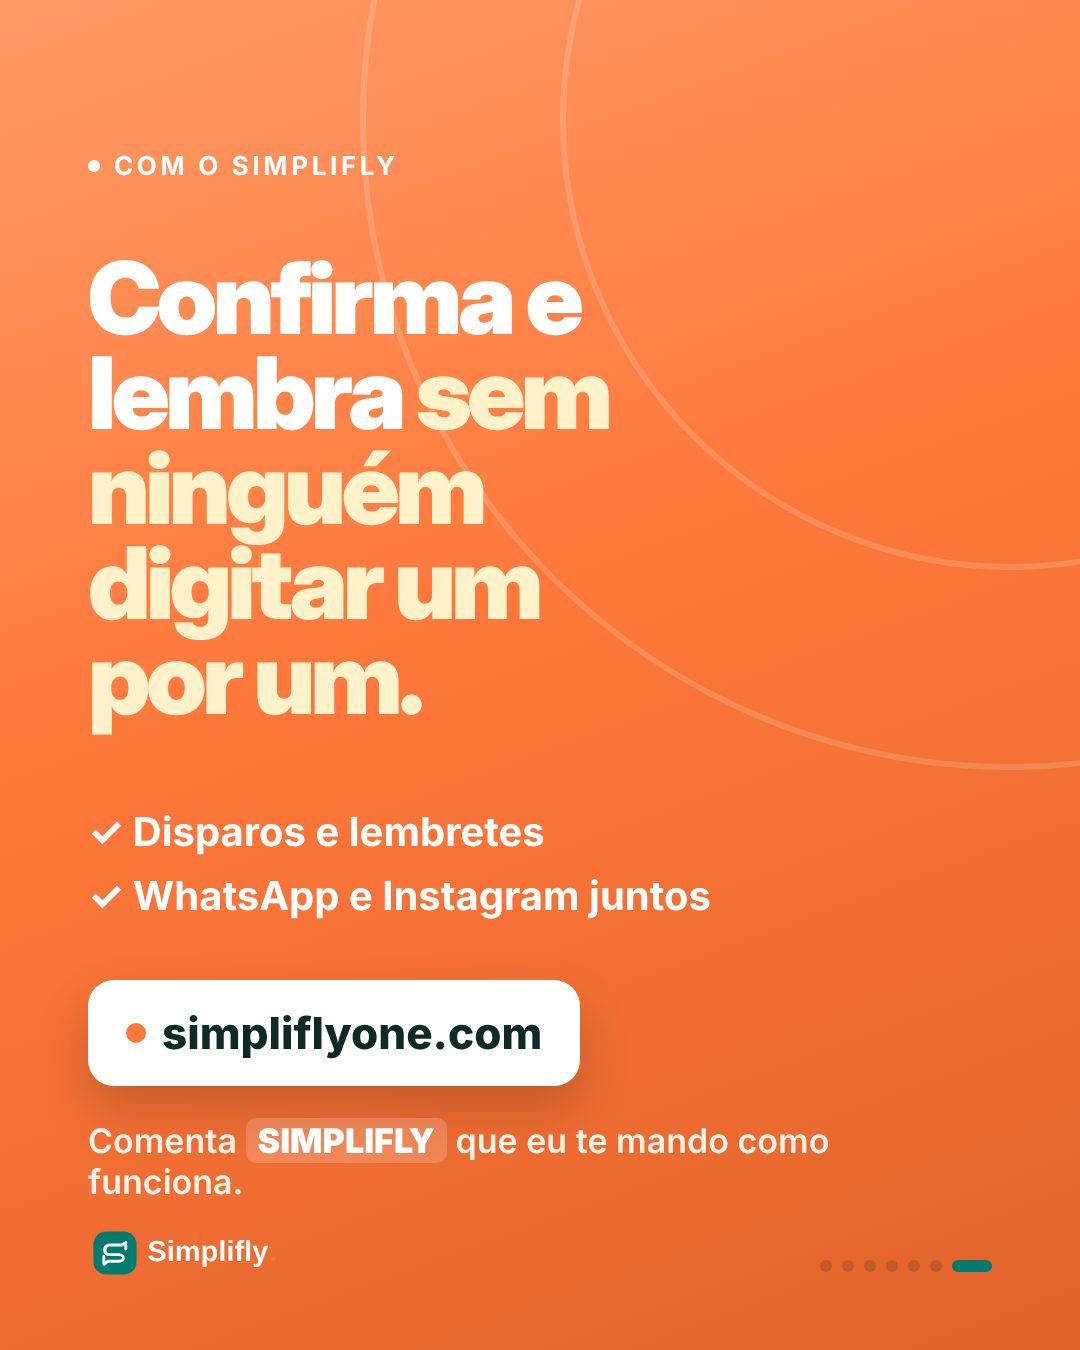 COM O SIMPLIFLY
Confirma e
lembra sem
ninguém
digitar um
por um.
✓ Disparos e lembretes
✓ WhatsApp e Instagram juntos
simpliflyone.com
Comenta SIMPLIFLY que eu te mando como
funciona.
Simplifly.